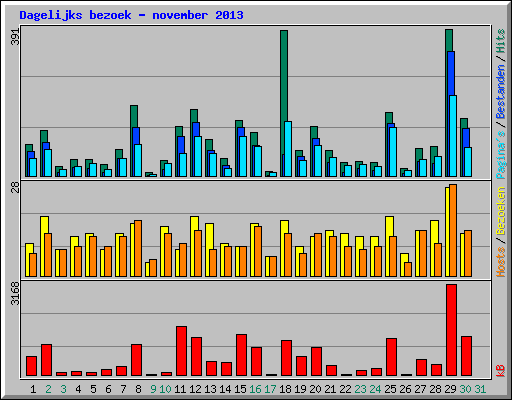 Dagelijks bezoek - november 2013
391
28
3168
Hosts / Bezoeken Pagina's / Bestanden / Hits
kB
1 2 3 4 5 6 7 8 9 10 11 12 13 14 15 16 17 18 19 20 21 22 23 24 25 26 27 28 29 30 31